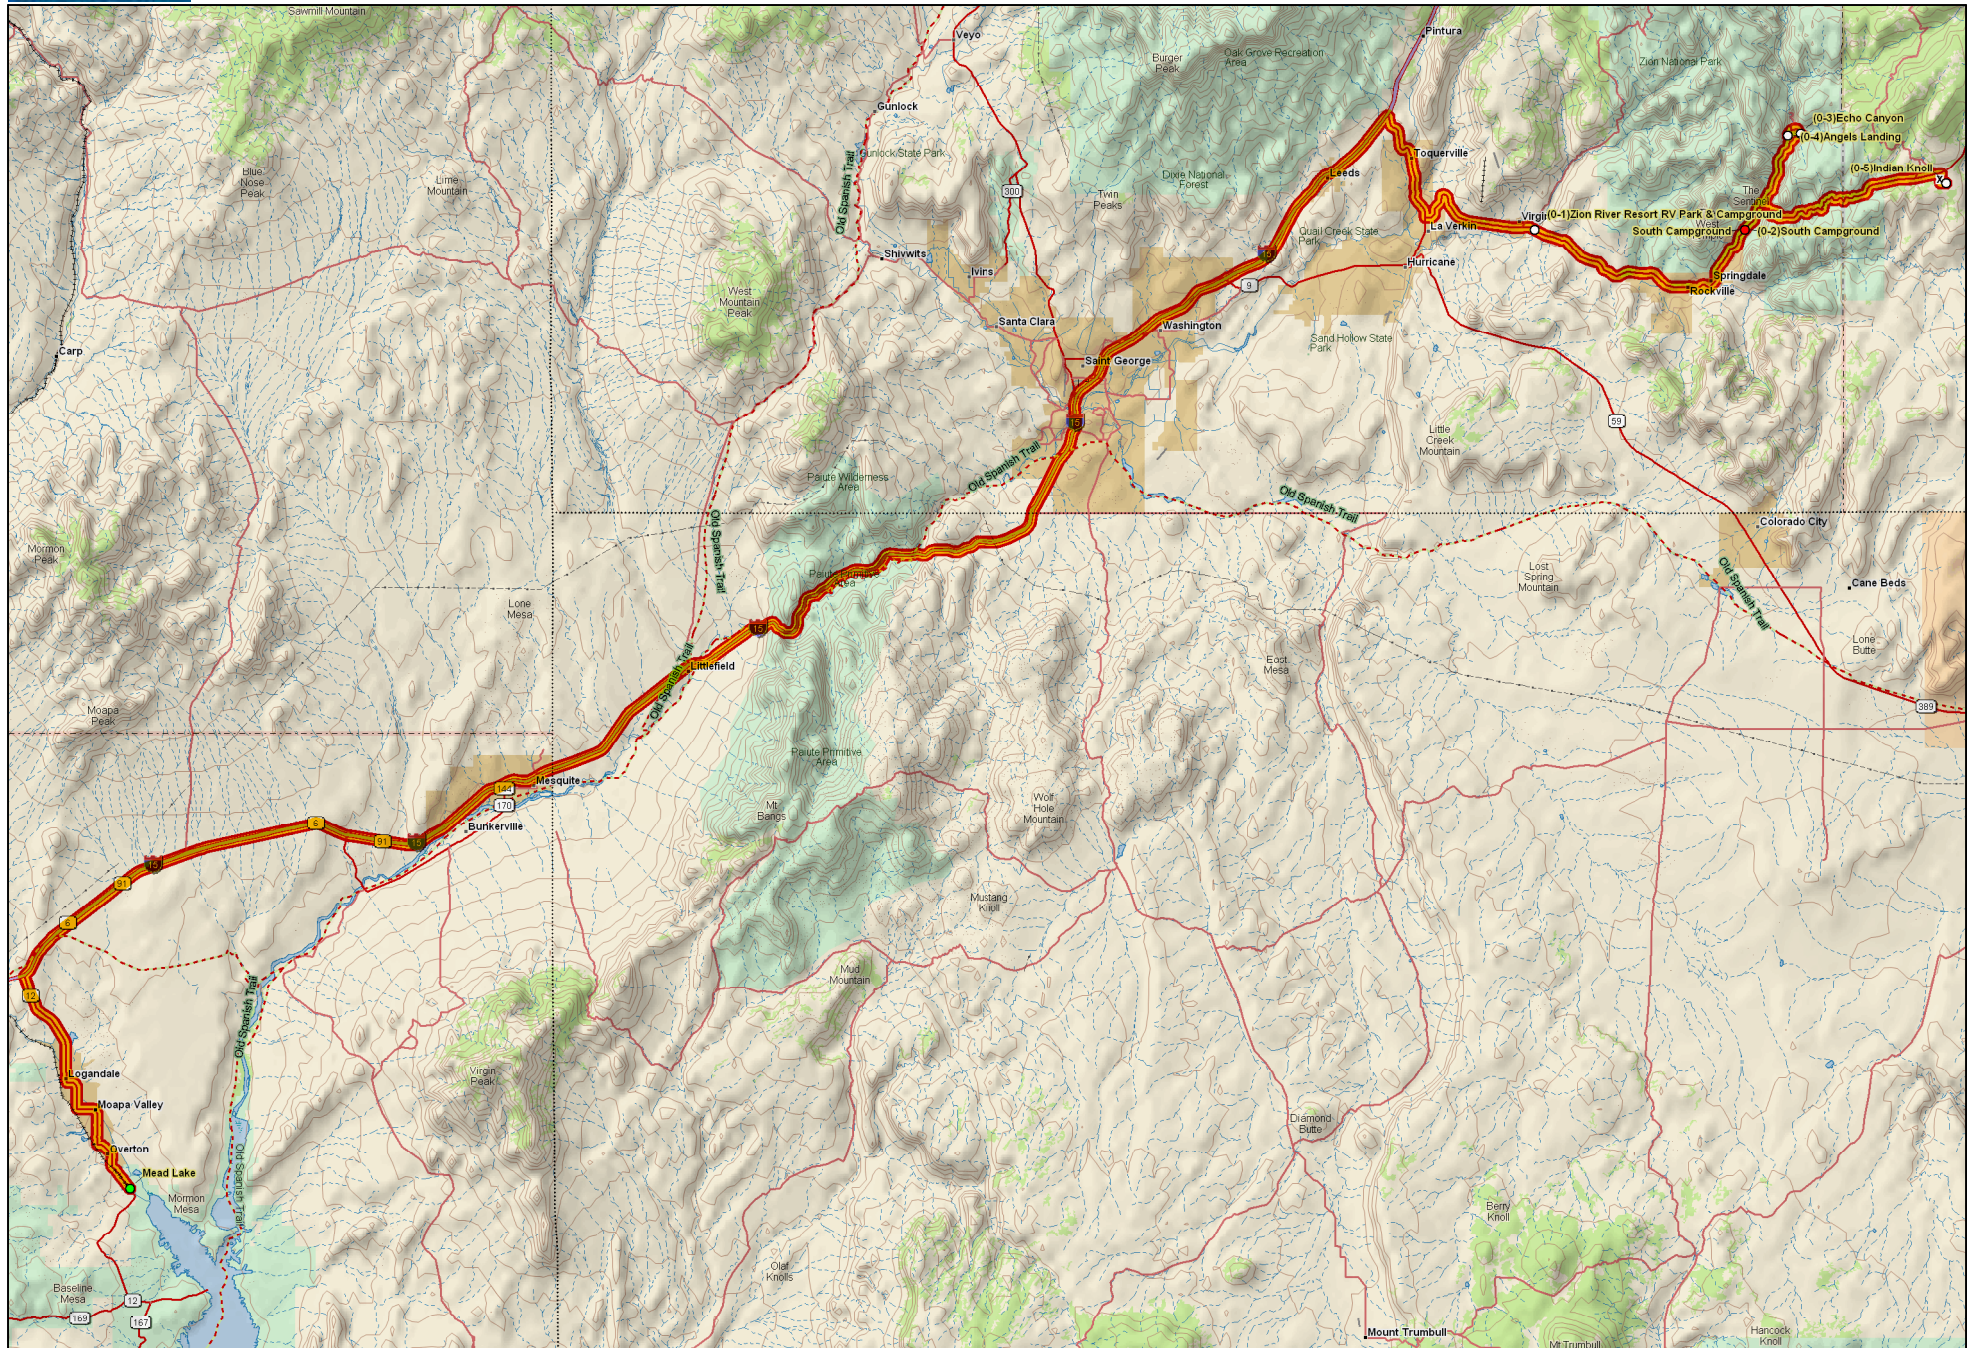 Sawmill Mountain
Veyo
Pintura
Burger
Peak
Oak Grove Recreation
Area
Zion National Park
Gunlock
(0-3)Echo Canyon
(0-4)Angels Landing
Gunlock State Park
Toquerville
Blue
Nose
Peak
Lime
Mountain
Old Spanish Trail
300
Twin
Peaks
Dixie National
Forest
Leeds
(0-5)Indian Knoll
X
The
Sentinel
Virgin
(0-1)Zion River Resort RV Park & Campground
La Verkin
West
South Campground
(0-2)South Campground
Quail Creek State
Park
Shivwits
Ivins
15
Hurricane
Springdale
Rockville
9
West
Mountain
Peak
Santa Clara
Washington
Sand Hollow State
Park
Carp
Saint George
15
59
Little
Creek
Mountain
Paiute Wilderness
Area
Old Spanish Trail
Old Spanish Trail
Old Spanish Trail
Colorado City
Mormon
Peak
Lone
Mesa
Paiute Primitive
Area
Lost
Spring
Mountain
Old Spanish Trail
Cane Beds
15
Littlefield
East
Mesa
Lone
Butte
Old Spanish Trail
Moapa
Peak
389
Paiute Primitive
Area
Mesquite
144
170
Mt
Bangs
Wolf
Hole
Mountain
6
91
15
Bunkerville
15
91
6
Mustang
Knoll
12
Mud
Mountain
Old Spanish Trail
Logandale
Virgin
Peak
Moapa Valley
Diamond
Butte
Overton
Old Spanish Trail
Mead Lake
Mormon
Mesa
Berry
Knoll
Olaf
Knolls
Baseline
Mesa
12
169
167
Mount Trumbull
Mt Trumbull
Hancock
Knoll